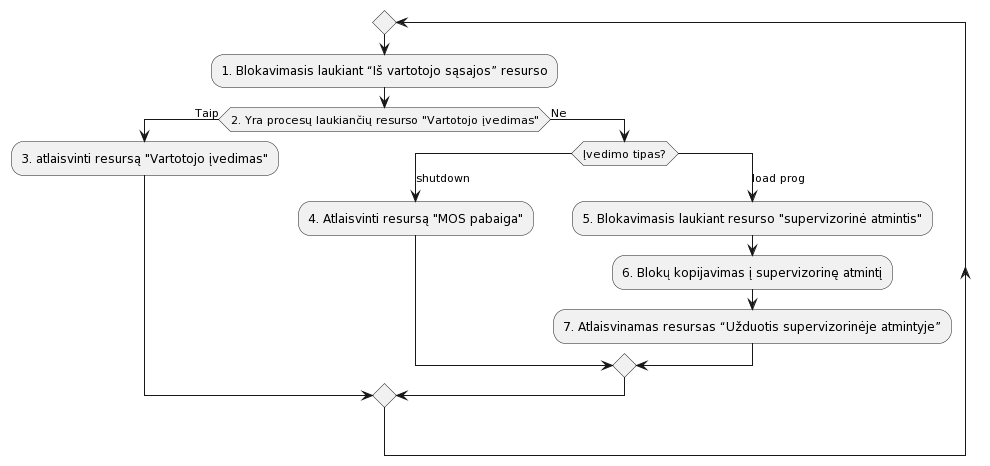 1. Blokavimasis laukiant “Iš vartotojo sąsajos” resurso
Taip
2. Yra procesų laukiančių resurso "Vartotojo įvedimas"
Ne
3. atlaisvinti resursą "Vartotojo įvedimas"
Įvedimo tipas?
shutdown
load prog
4. Atlaisvinti resursą "MOS pabaiga"
5. Blokavimasis laukiant resurso "supervizorinė atmintis"
6. Blokų kopijavimas į supervizorinę atmintį
7. Atlaisvinamas resursas “Užduotis supervizorinėje atmintyje”